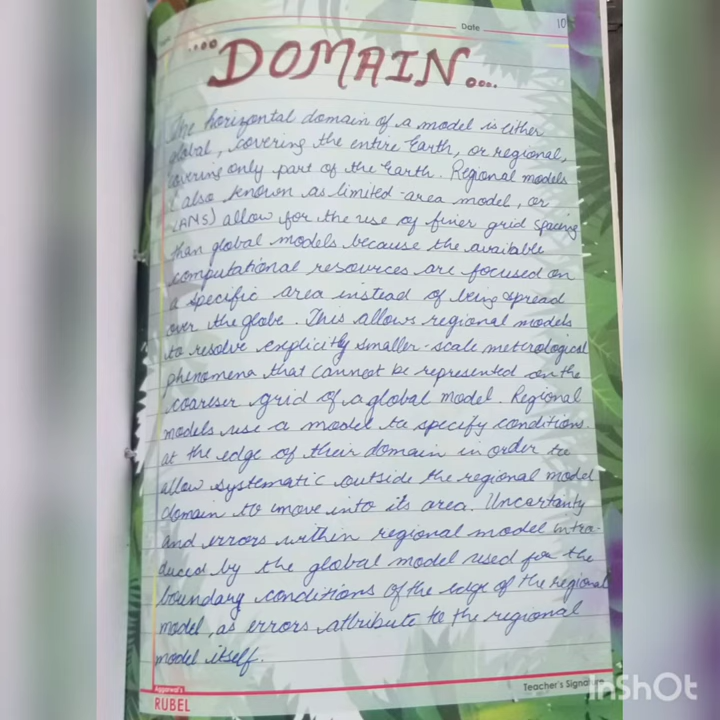 Date
10
....DOMAIN....
The horizontal domain of a model is either
global, covering the entire Earth, or regional,
covering only part of the Earth. Regional models
also known as limited-area model, or
LAMS) allow for the use of finer grid spacing
than global models because the available
computational resources are focused on
a specific area instead of being spread
over the globe. This allows regional models
to resolve explicitly smaller-scale meterological
phenomena that cannot be represented on the
coarser grid of a global model. Regional
models use a model to specify conditions
at the edge of their domain in order to
allow systematic outside the regional model
domain to move into its area. Uncertanty
and errors within regional model intro-
duced by the global model used for the
boundary conditions of the edge of the regional
model, as errors attribute to the regional
model itself.
Aggarwal's
RUBEL
Teacher's Signa
InShOt